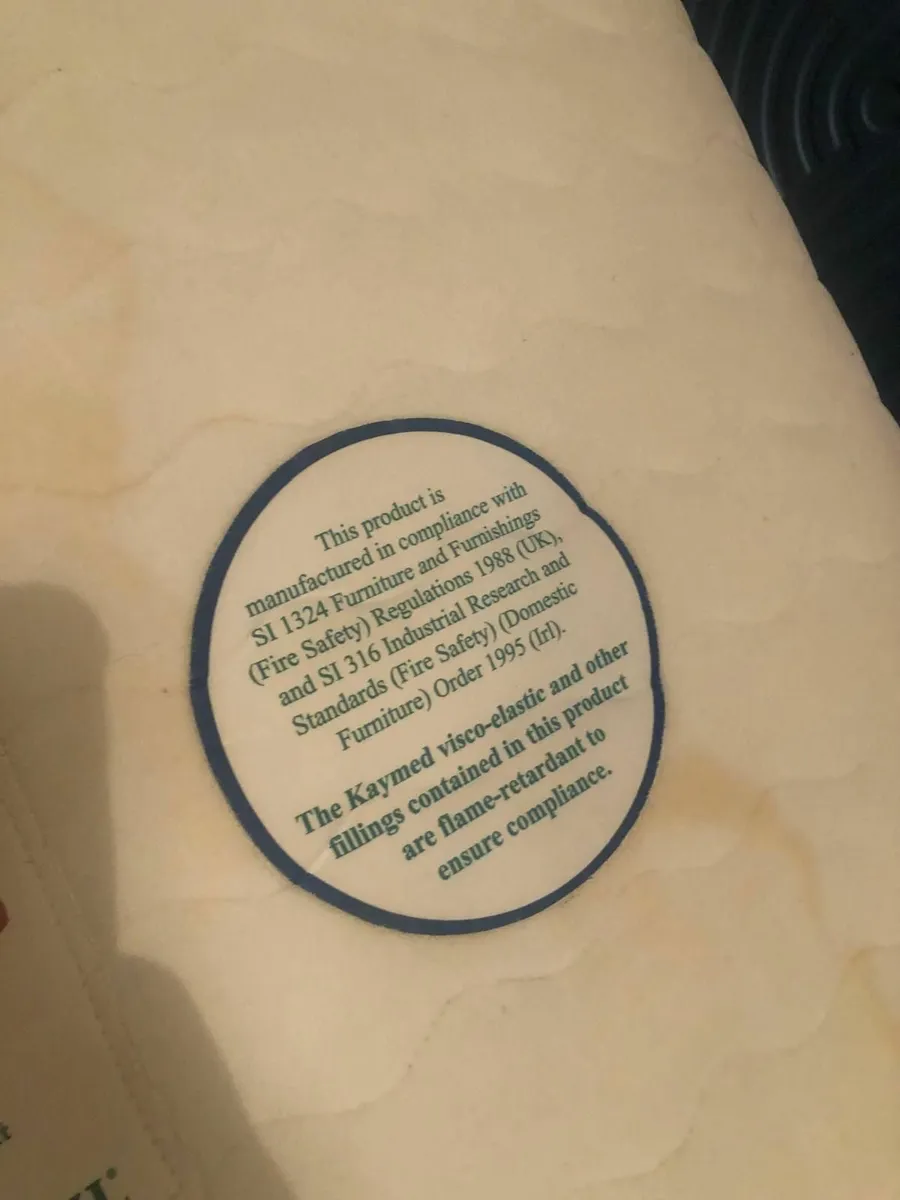 This product is
manufactured in compliance with
SI 1324 Furniture and Furnishings
(Fire Safety) Regulations 1988 (UK),
and SI 316 Industrial Research and
Standards (Fire Safety) (Domestic
Furniture) Order 1995 (Irl).
The Kaymed visco-elastic and other
fillings contained in this product
are flame-retardant to
ensure compliance.